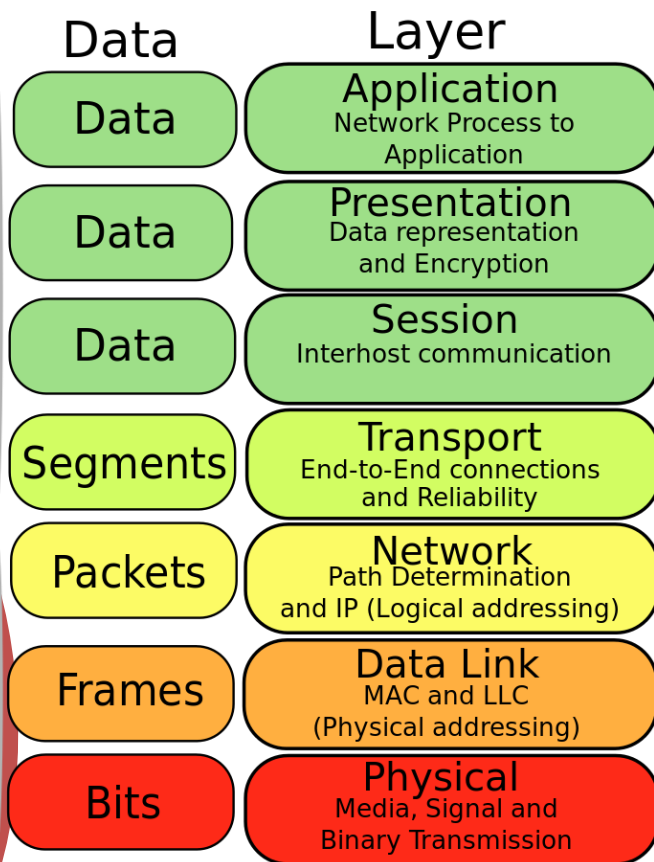 Data
Layer
Data
Application
Network Process to
Application
Data
Presentation
Data representation
and Encryption
Data
Session
Interhost communication
Segments
Transport
End-to-End connections
and Reliability
Packets
Network
Path Determination
and IP (Logical addressing)
Frames
Data Link
MAC and LLC
(Physical addressing)
Bits
Physical
Media, Signal and
Binary Transmission